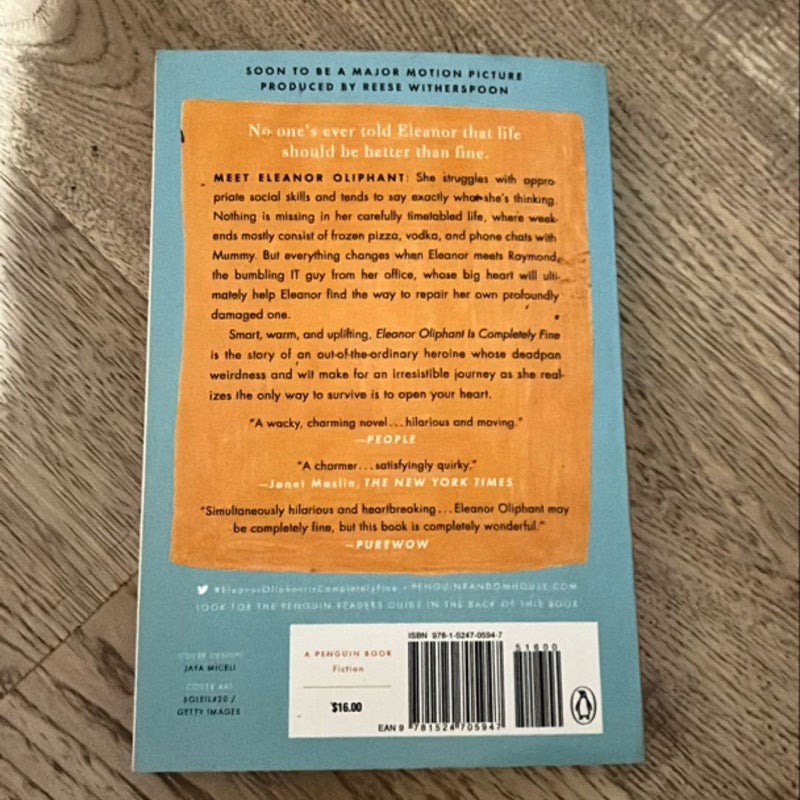 SOON TO BE A MAJOR MOTION PICTURE
PRODUCED BY REESE WITHERSPOON
No one's ever told Eleanor that life
should be better than fine.
MEET ELEANOR OLIPHANT: She struggles with appro-
priate social skills and tends to say exactly what she's thinking.
Nothing is missing in her carefully timetabled life, where week-
ends mostly consist of frozen pizza, vodka, and phone chats with
Mummy. But everything changes when Eleanor meets Raymond,
the bumbling IT guy from her office, whose big heart will ulti-
mately help Eleanor find the way to repair her own profoundly
damaged one.
Smart, warm, and uplifting, Eleanor Oliphant Is Completely Fine
is the story of an out-of-the-ordinary heroine whose deadpan
weirdness and wit make for an irresistible journey as she real-
izes the only way to survive is to open your heart.
"A wacky, charming novel...hilarious and moving."
—PEOPLE
"A charmer...satisfyingly quirky."
—Janet Maslin, THE NEW YORK TIMES
"Simultaneously hilarious and heartbreaking...Eleanor Oliphant may
be completely fine, but this book is completely wonderful."
—PUREWOW
#EleanorOliphantIsCompletelyFine • PENGUINRANDOMHOUSE.COM
LOOK FOR THE PENGUIN READERS GUIDE IN THE BACK OF THIS BOOK
COVER DESIGN:
JAYA MICELI
COVER ART:
SOLEIL420 /
GETTY IMAGES
A PENGUIN BOOK
Fiction
$16.00
ISBN 978-1-5247-0594-7
51600
EAN 9 781524 705947